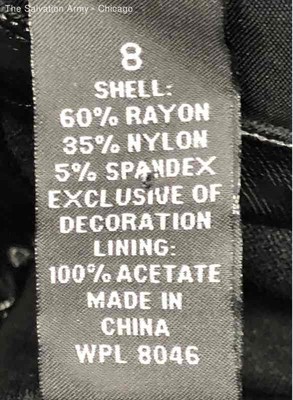 The Salvation Army - Chicago
8
SHELL:
60% RAYON
35% NYLON
5% SPANDEX
EXCLUSIVE OF
DECORATION
LINING:
100% ACETATE
MADE IN
CHINA
WPL 8046